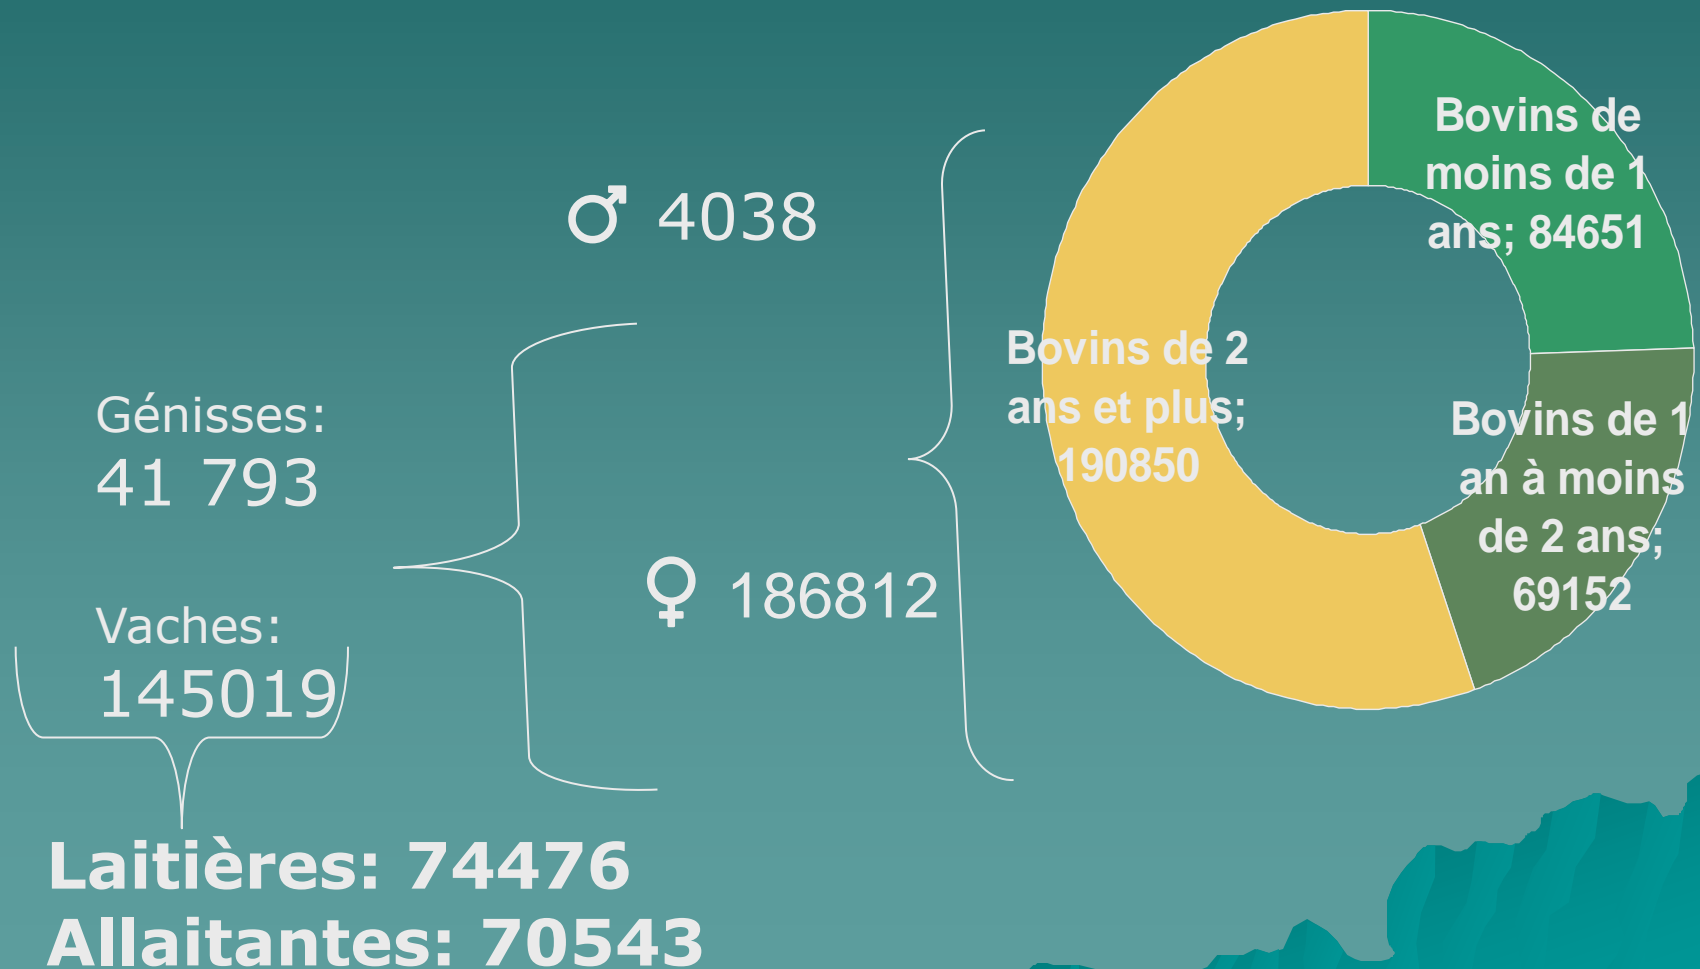 ♂ 4038
Génisses:
41 793
♀ 186812
Vaches:
145019
Laitières: 74476
Allaitantes: 70543
Bovins de
moins de 1
ans; 84651
Bovins de 2
ans et plus;
190850
Bovins de 1
an à moins
de 2 ans;
69152